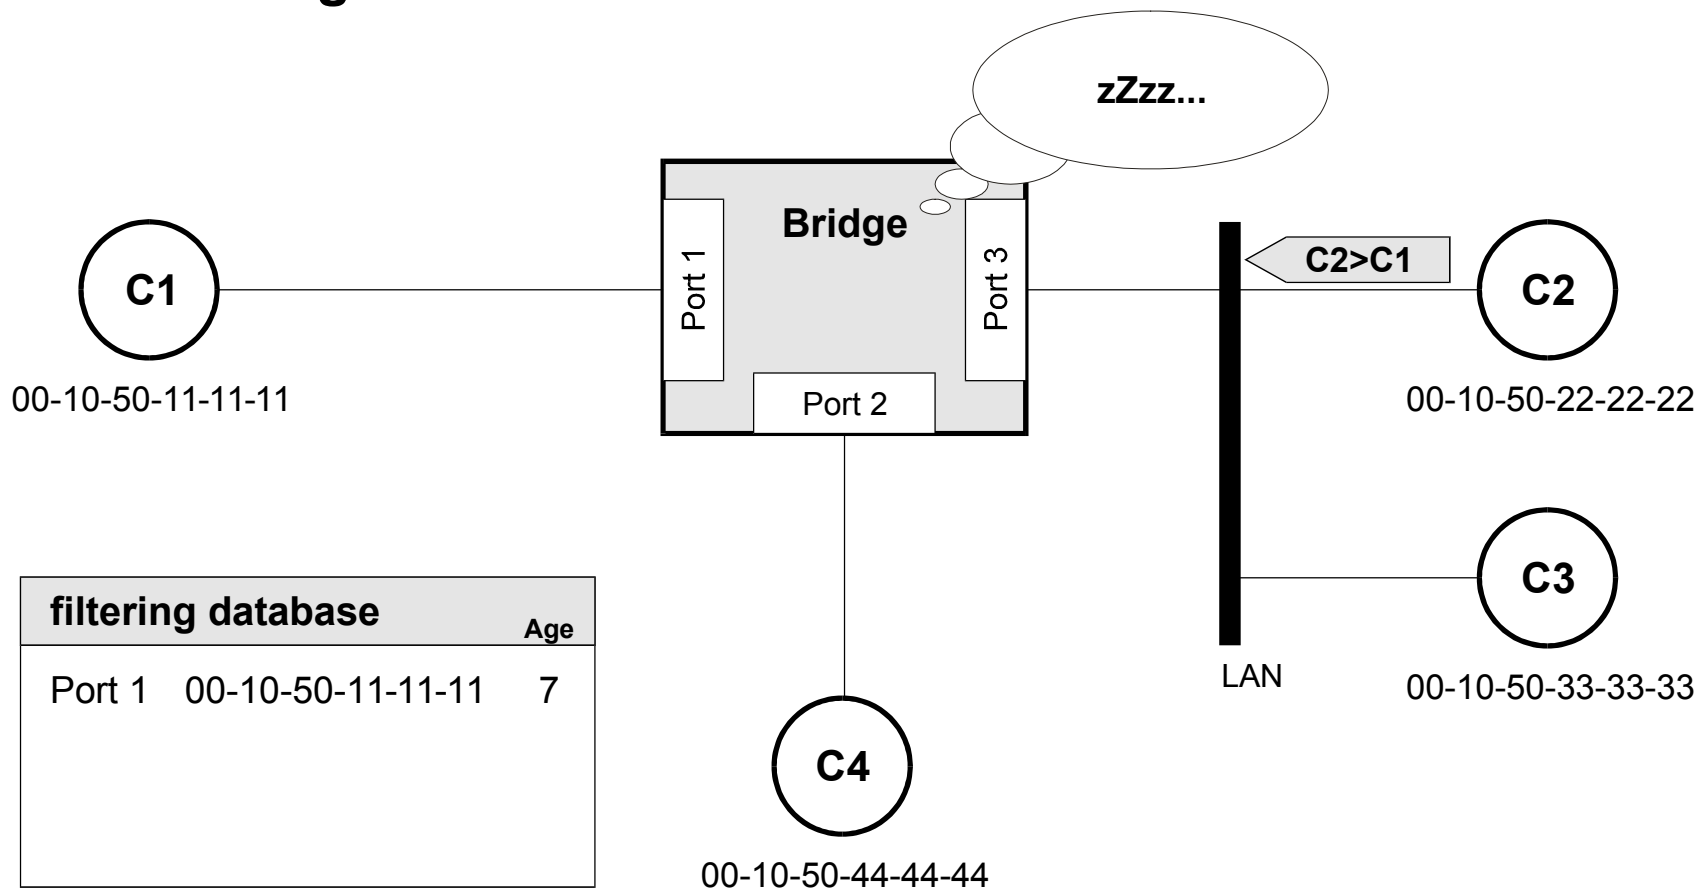 zZzz...
Bridge
Port 1
Port 3
Port 2
C1
00-10-50-11-11-11
C2>C1
C2
00-10-50-22-22-22
LAN
C3
00-10-50-33-33-33
C4
00-10-50-44-44-44
filtering database Age
Port 1 00-10-50-11-11-11 7